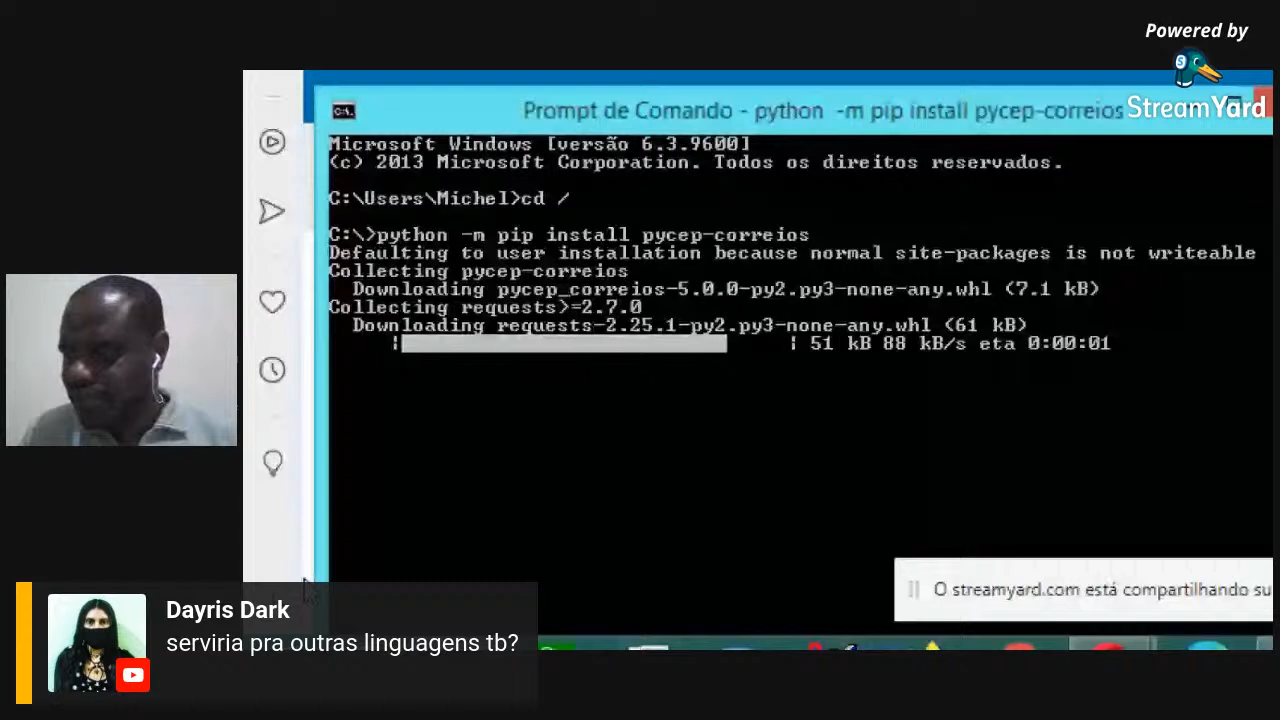 Powered by
StreamYard
Prompt de Comando - python -m pip install pycep-correios
Microsoft Windows [versão 6.3.9600]
(c) 2013 Microsoft Corporation. Todos os direitos reservados.
C:\Users\Michel>cd /
C:\>python -m pip install pycep-correios
Defaulting to user installation because normal site-packages is not writeable
Collecting pycep-correios
Downloading pycep_correios-5.0.0-py2.py3-none-any.whl (7.1 kB)
Collecting requests>=2.7.0
Downloading requests-2.25.1-py2.py3-none-any.whl (61 kB)
| | 51 kB 88 kB/s eta 0:00:01
O streamyard.com está compartilhando su
Dayris Dark
serviria pra outras linguagens tb?